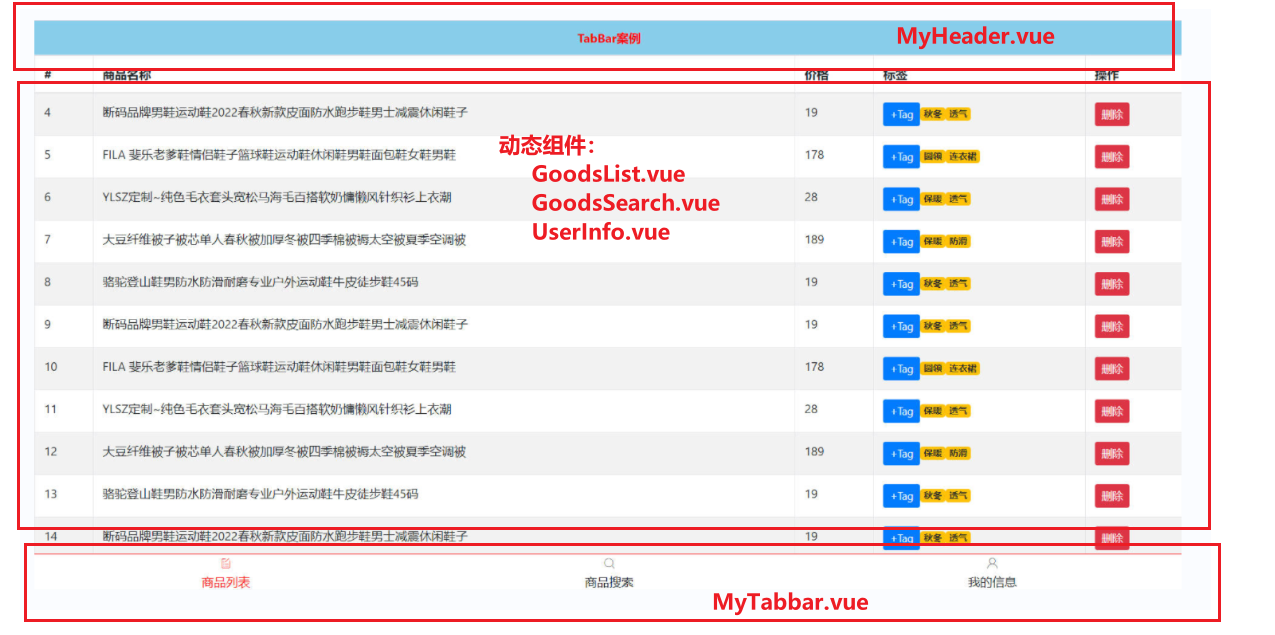 TabBar案例 MyHeader.vue
# 商品名称 价格 标签 操作
4 断码品牌男鞋运动鞋2022春秋新款皮面防水跑步鞋男士减震休闲鞋子 19 +Tag 秋冬 透气 删除
动态组件：
5 FILA 斐乐老爹鞋情侣鞋子篮球鞋运动鞋休闲鞋男鞋面包鞋女鞋男鞋 178 +Tag 圆领 连衣裙 删除
GoodsList.vue
6 YLSZ定制~纯色毛衣套头宽松马海毛百搭软奶慵懒风针织衫上衣潮 28 +Tag 保暖 透气 删除
GoodsSearch.vue
UserInfo.vue
7 大豆纤维被子被芯单人春秋被加厚冬被四季棉被褥太空被夏季空调被 189 +Tag 保暖 防滑 删除
8 骆驼登山鞋男防水防滑耐磨专业户外运动鞋牛皮徒步鞋45码 19 +Tag 秋冬 透气 删除
9 断码品牌男鞋运动鞋2022春秋新款皮面防水跑步鞋男士减震休闲鞋子 19 +Tag 秋冬 透气 删除
10 FILA 斐乐老爹鞋情侣鞋子篮球鞋运动鞋休闲鞋男鞋面包鞋女鞋男鞋 178 +Tag 圆领 连衣裙 删除
11 YLSZ定制~纯色毛衣套头宽松马海毛百搭软奶慵懒风针织衫上衣潮 28 +Tag 保暖 透气 删除
12 大豆纤维被子被芯单人春秋被加厚冬被四季棉被褥太空被夏季空调被 189 +Tag 保暖 防滑 删除
13 骆驼登山鞋男防水防滑耐磨专业户外运动鞋牛皮徒步鞋45码 19 +Tag 秋冬 透气 删除
14 断码品牌男鞋运动鞋2022春秋新款皮面防水跑步鞋男士减震休闲鞋子 19 +Tag 秋冬 透气 删除
商品列表 商品搜索 我的信息
MyTabbar.vue